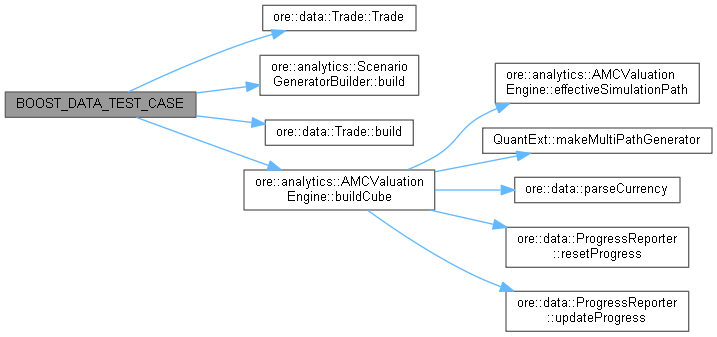 BOOST_DATA_TEST_CASE
ore::data::Trade::Trade
ore::analytics::Scenario
GeneratorBuilder::build
ore::data::Trade::build
ore::analytics::AMCValuation
Engine::buildCube
ore::analytics::AMCValuation
Engine::effectiveSimulationPath
QuantExt::makeMultiPathGenerator
ore::data::parseCurrency
ore::data::ProgressReporter
::resetProgress
ore::data::ProgressReporter
::updateProgress